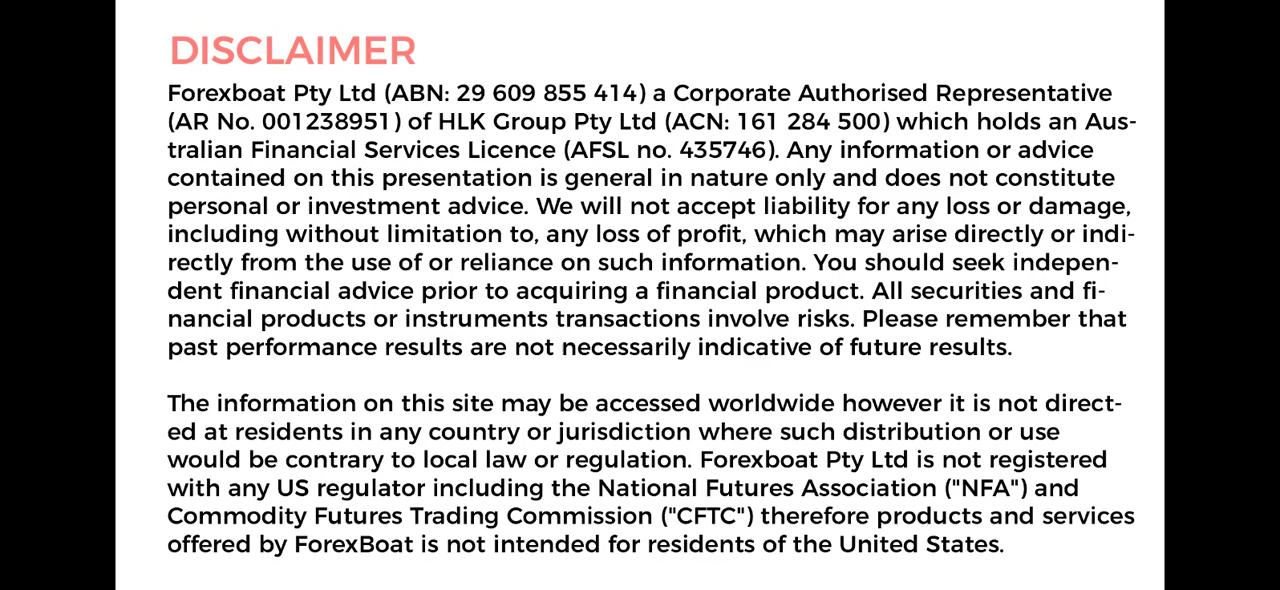 DISCLAIMER
Forexboat Pty Ltd (ABN: 29 609 855 414) a Corporate Authorised Representative
(AR No. 001238951) of HLK Group Pty Ltd (ACN: 161 284 500) which holds an Aus-
tralian Financial Services Licence (AFSL no. 435746). Any information or advice
contained on this presentation is general in nature only and does not constitute
personal or investment advice. We will not accept liability for any loss or damage,
including without limitation to, any loss of profit, which may arise directly or indi-
rectly from the use of or reliance on such information. You should seek indepen-
dent financial advice prior to acquiring a financial product. All securities and fi-
nancial products or instruments transactions involve risks. Please remember that
past performance results are not necessarily indicative of future results.
The information on this site may be accessed worldwide however it is not direct-
ed at residents in any country or jurisdiction where such distribution or use
would be contrary to local law or regulation. Forexboat Pty Ltd is not registered
with any US regulator including the National Futures Association ("NFA") and
Commodity Futures Trading Commission ("CFTC") therefore products and services
offered by ForexBoat is not intended for residents of the United States.